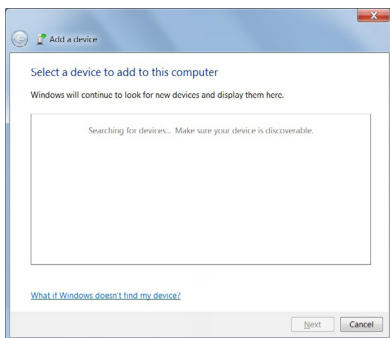 Add a device
Select a device to add to this computer
Windows will continue to look for new devices and display them here.
Searching for devices... Make sure your device is discoverable.
What if Windows doesn't find my device?
Next Cancel